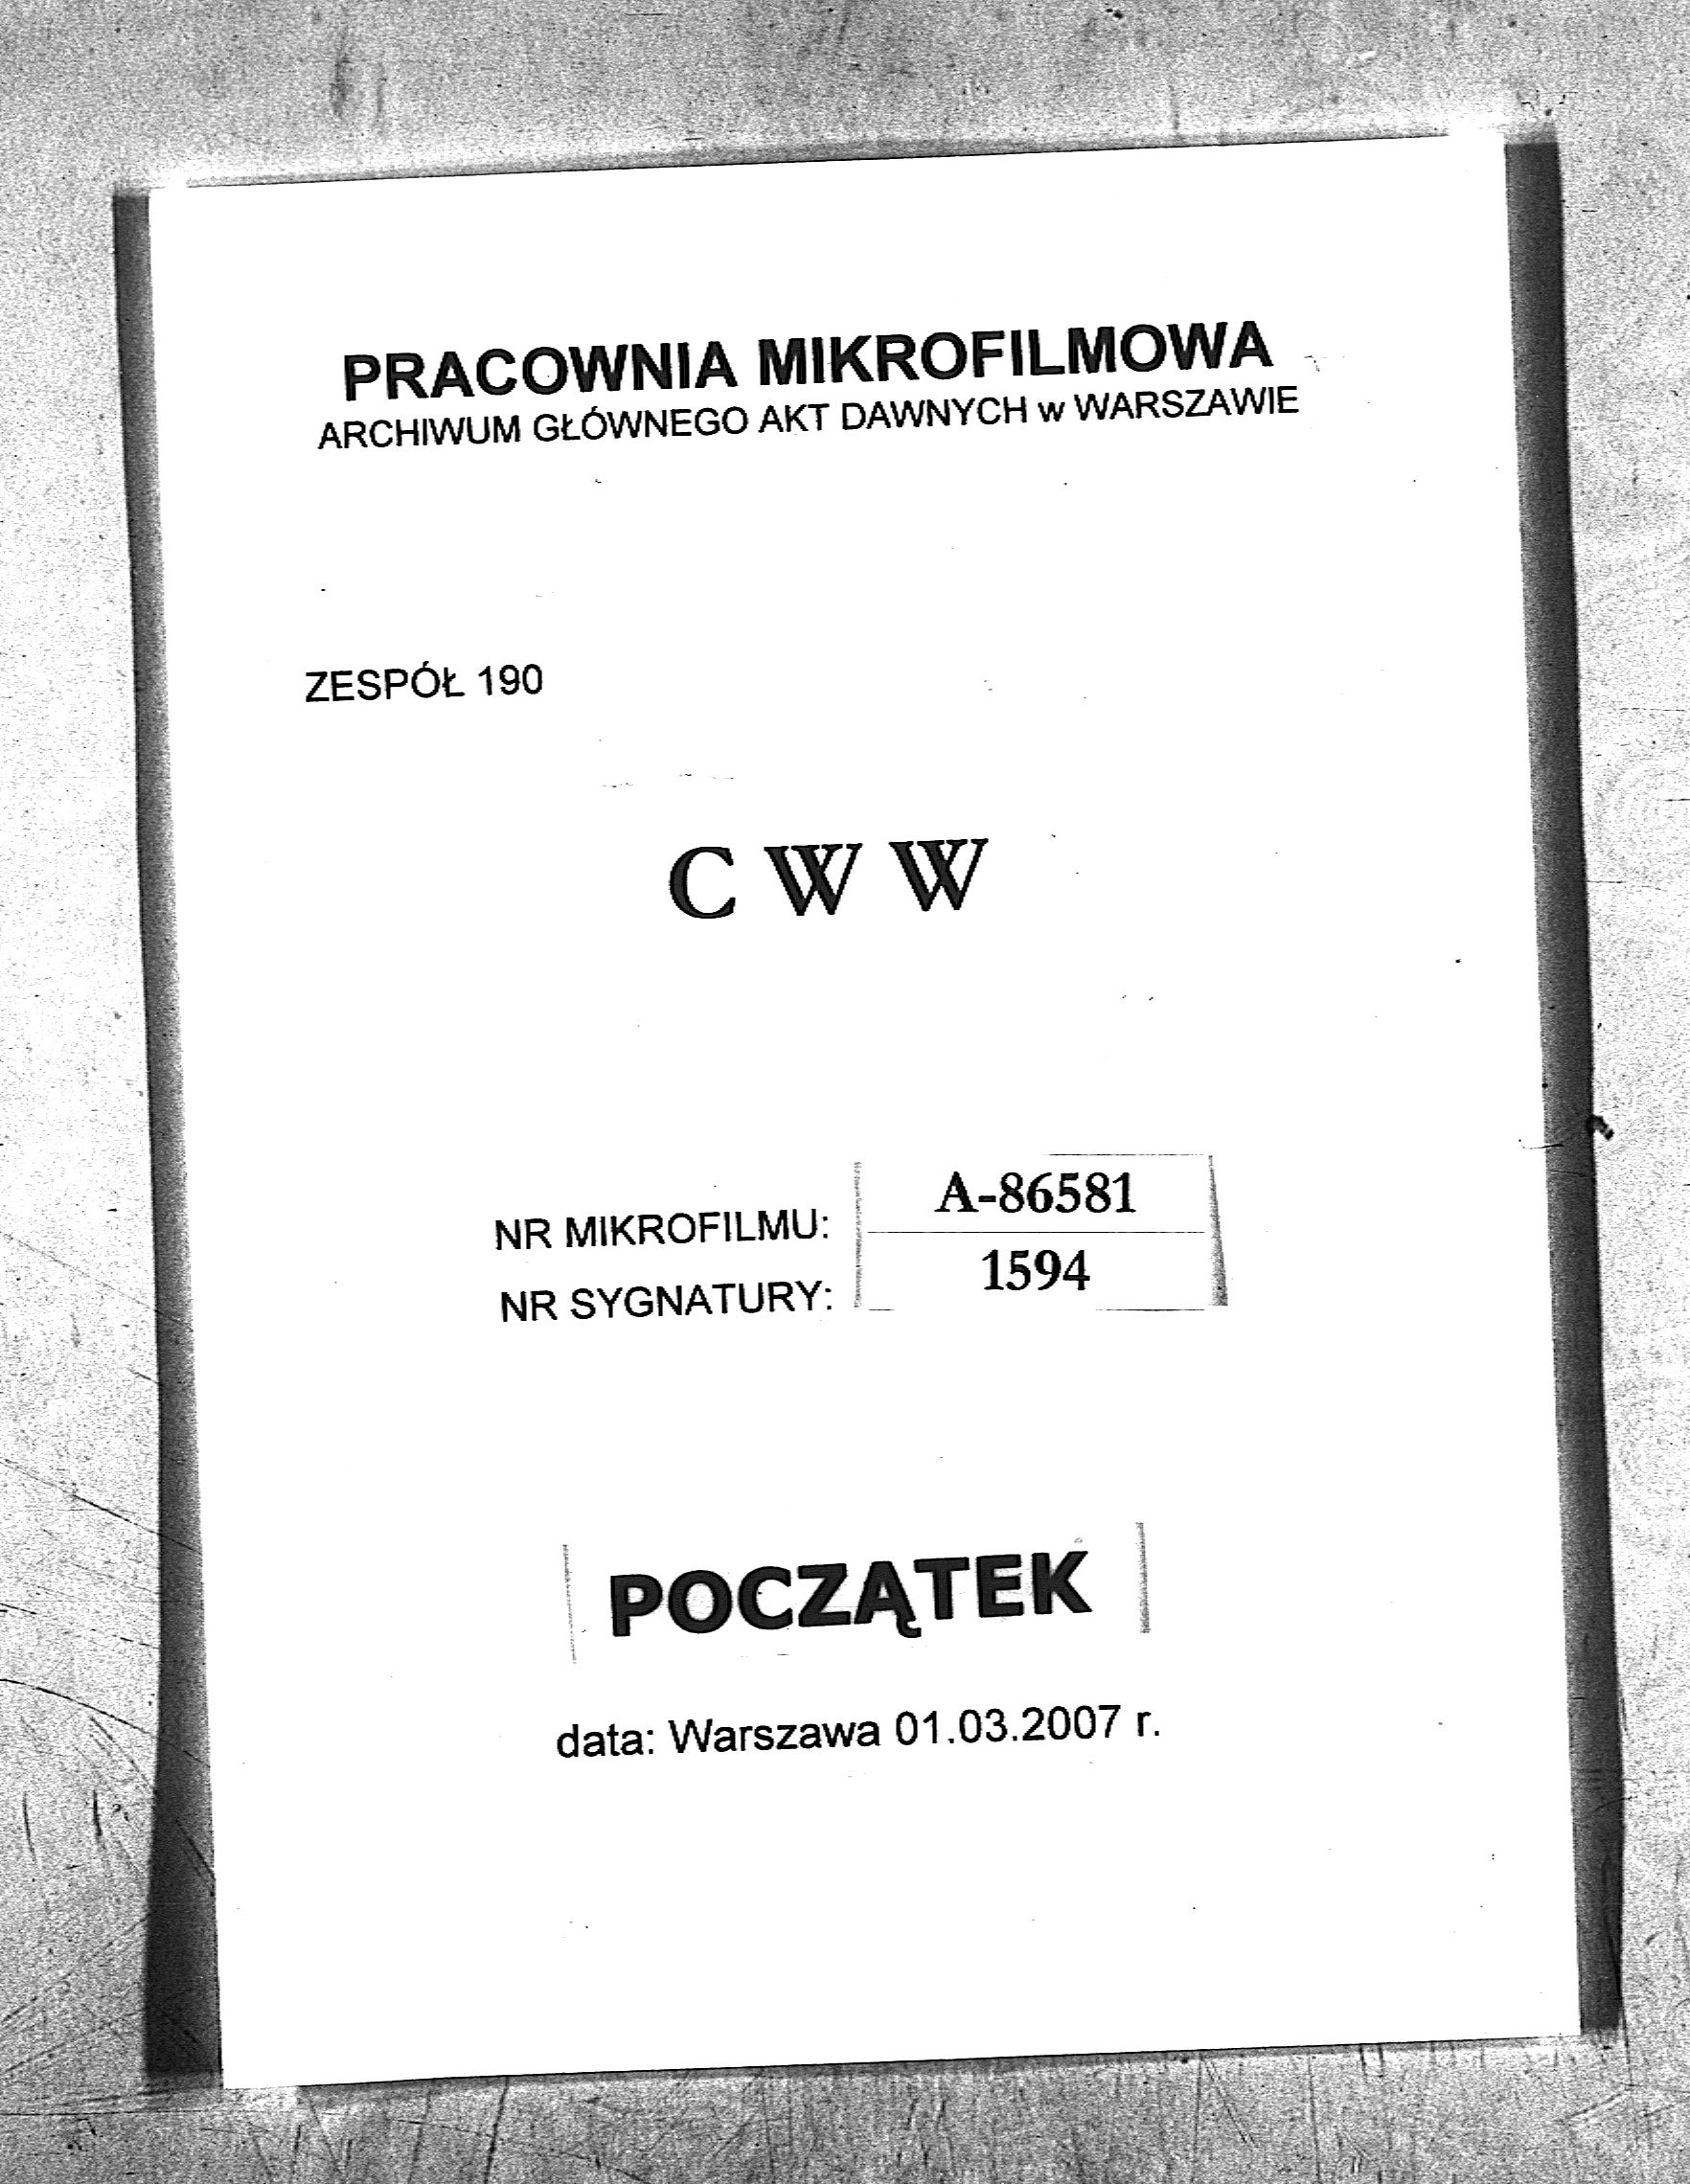 PRACOWNIA MIKROFILMOWA
ARCHIWUM GŁÓWNEGO AKT DAWNYCH w WARSZAWIE
ZESPÓŁ 190
C W W
NR MIKROFILMU: A-86581
NR SYGNATURY: 1594
POCZĄTEK
data: Warszawa 01.03.2007 r.